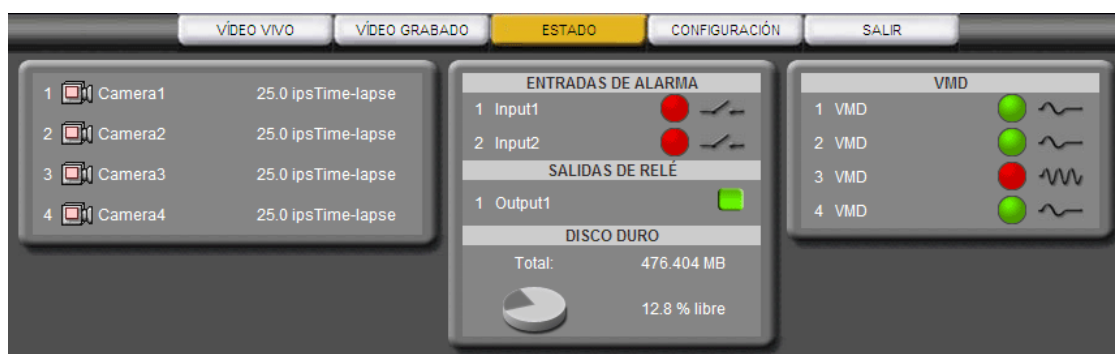 VÍDEO VIVO VÍDEO GRABADO ESTADO CONFIGURACIÓN SALIR
1 Camera1 25.0 ipsTime-lapse
2 Camera2 25.0 ipsTime-lapse
3 Camera3 25.0 ipsTime-lapse
4 Camera4 25.0 ipsTime-lapse
ENTRADAS DE ALARMA
1 Input1
2 Input2
SALIDAS DE RELÉ
1 Output1
DISCO DURO
Total: 476.404 MB
12.8 % libre
VMD
1 VMD
2 VMD
3 VMD
4 VMD